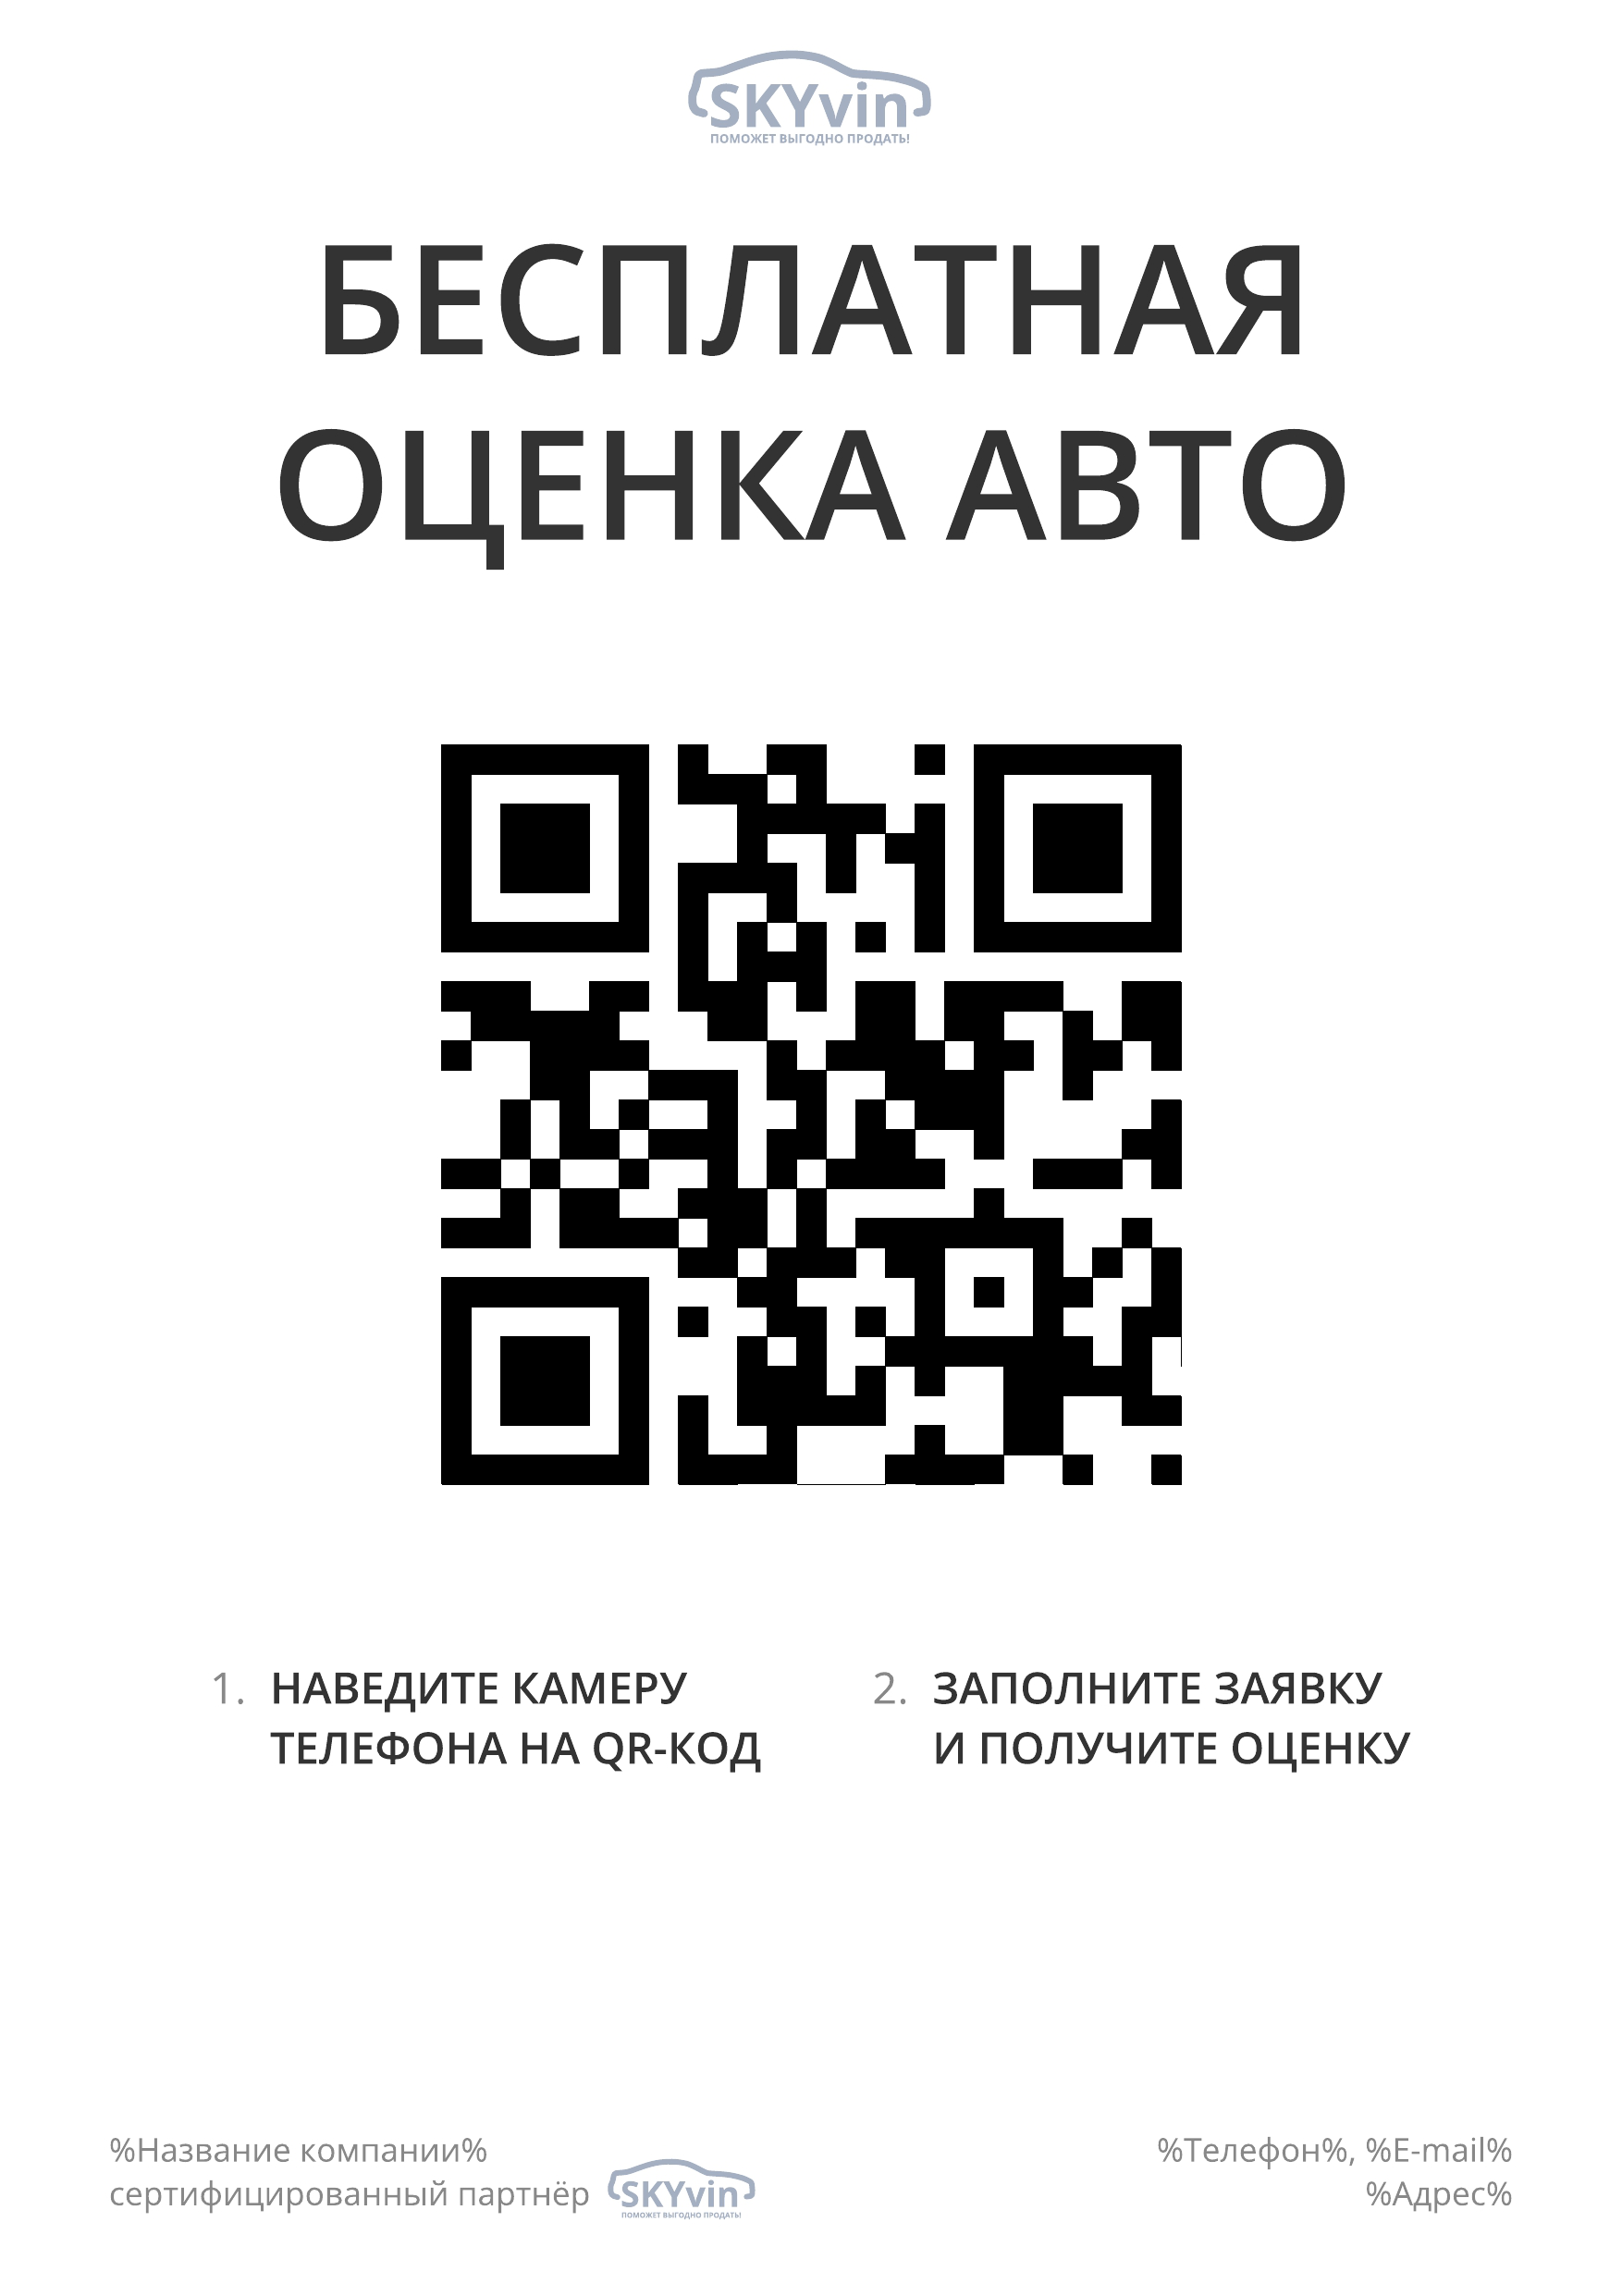 SKYvin
ПОМОЖЕТ ВЫГОДНО ПРОДАТЬ!
БЕСПЛАТНАЯ
ОЦЕНКА АВТО
1. НАВЕДИТЕ КАМЕРУ
ТЕЛЕФОНА НА QR-КОД
2. ЗАПОЛНИТЕ ЗАЯВКУ
И ПОЛУЧИТЕ ОЦЕНКУ
%Название компании%
сертифицированный партнёр SKYvin
ПОМОЖЕТ ВЫГОДНО ПРОДАТЬ!
%Телефон%, %E-mail%
%Адрес%